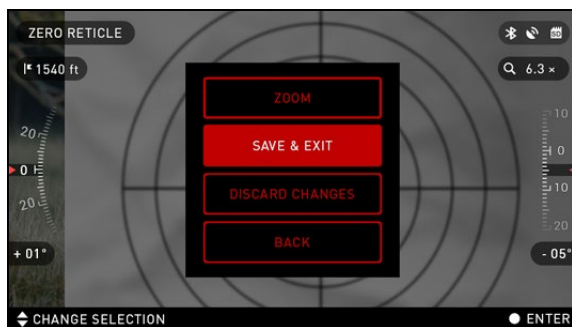 ZERO RETICLE
SD
1540 ft
6.3 ×
ZOOM
SAVE & EXIT
DISCARD CHANGES
BACK
20
0
20
10
0
10
20
+ 01°
- 05°
CHANGE SELECTION
ENTER